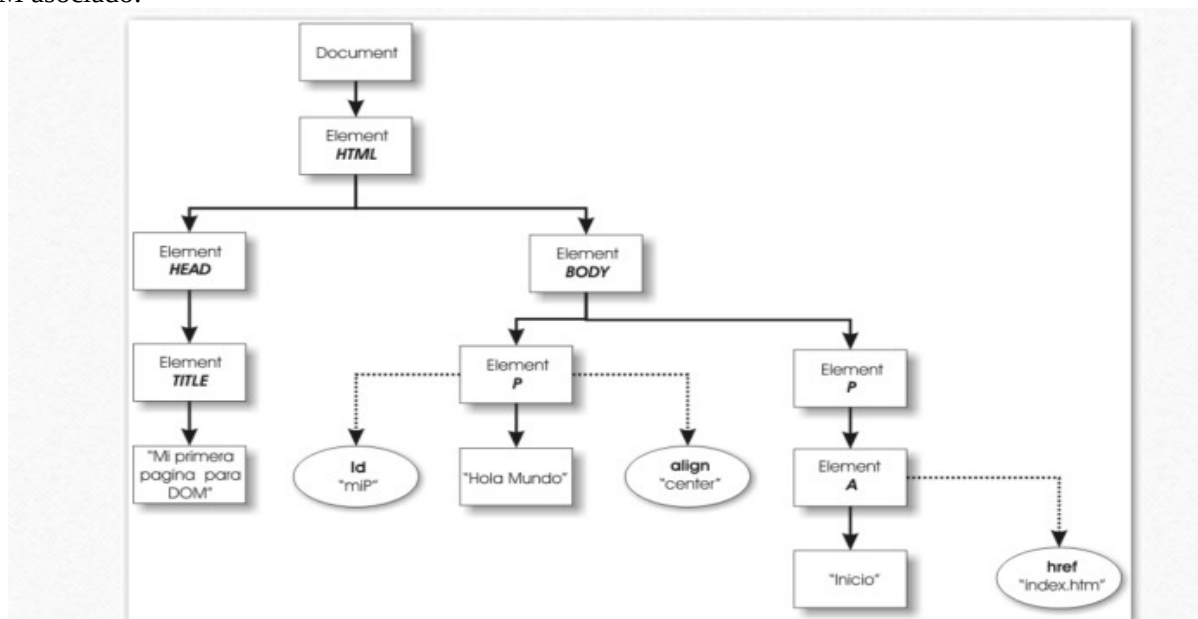 M asociado.
Document
Element
HTML
Element
HEAD
Element
BODY
Element
TITLE
Element
P
Element
P
"Mi primera
pagina para
DOM"
Id
"miP"
"Hola Mundo"
align
"center"
Element
A
"Inicio"
href
"index.htm"